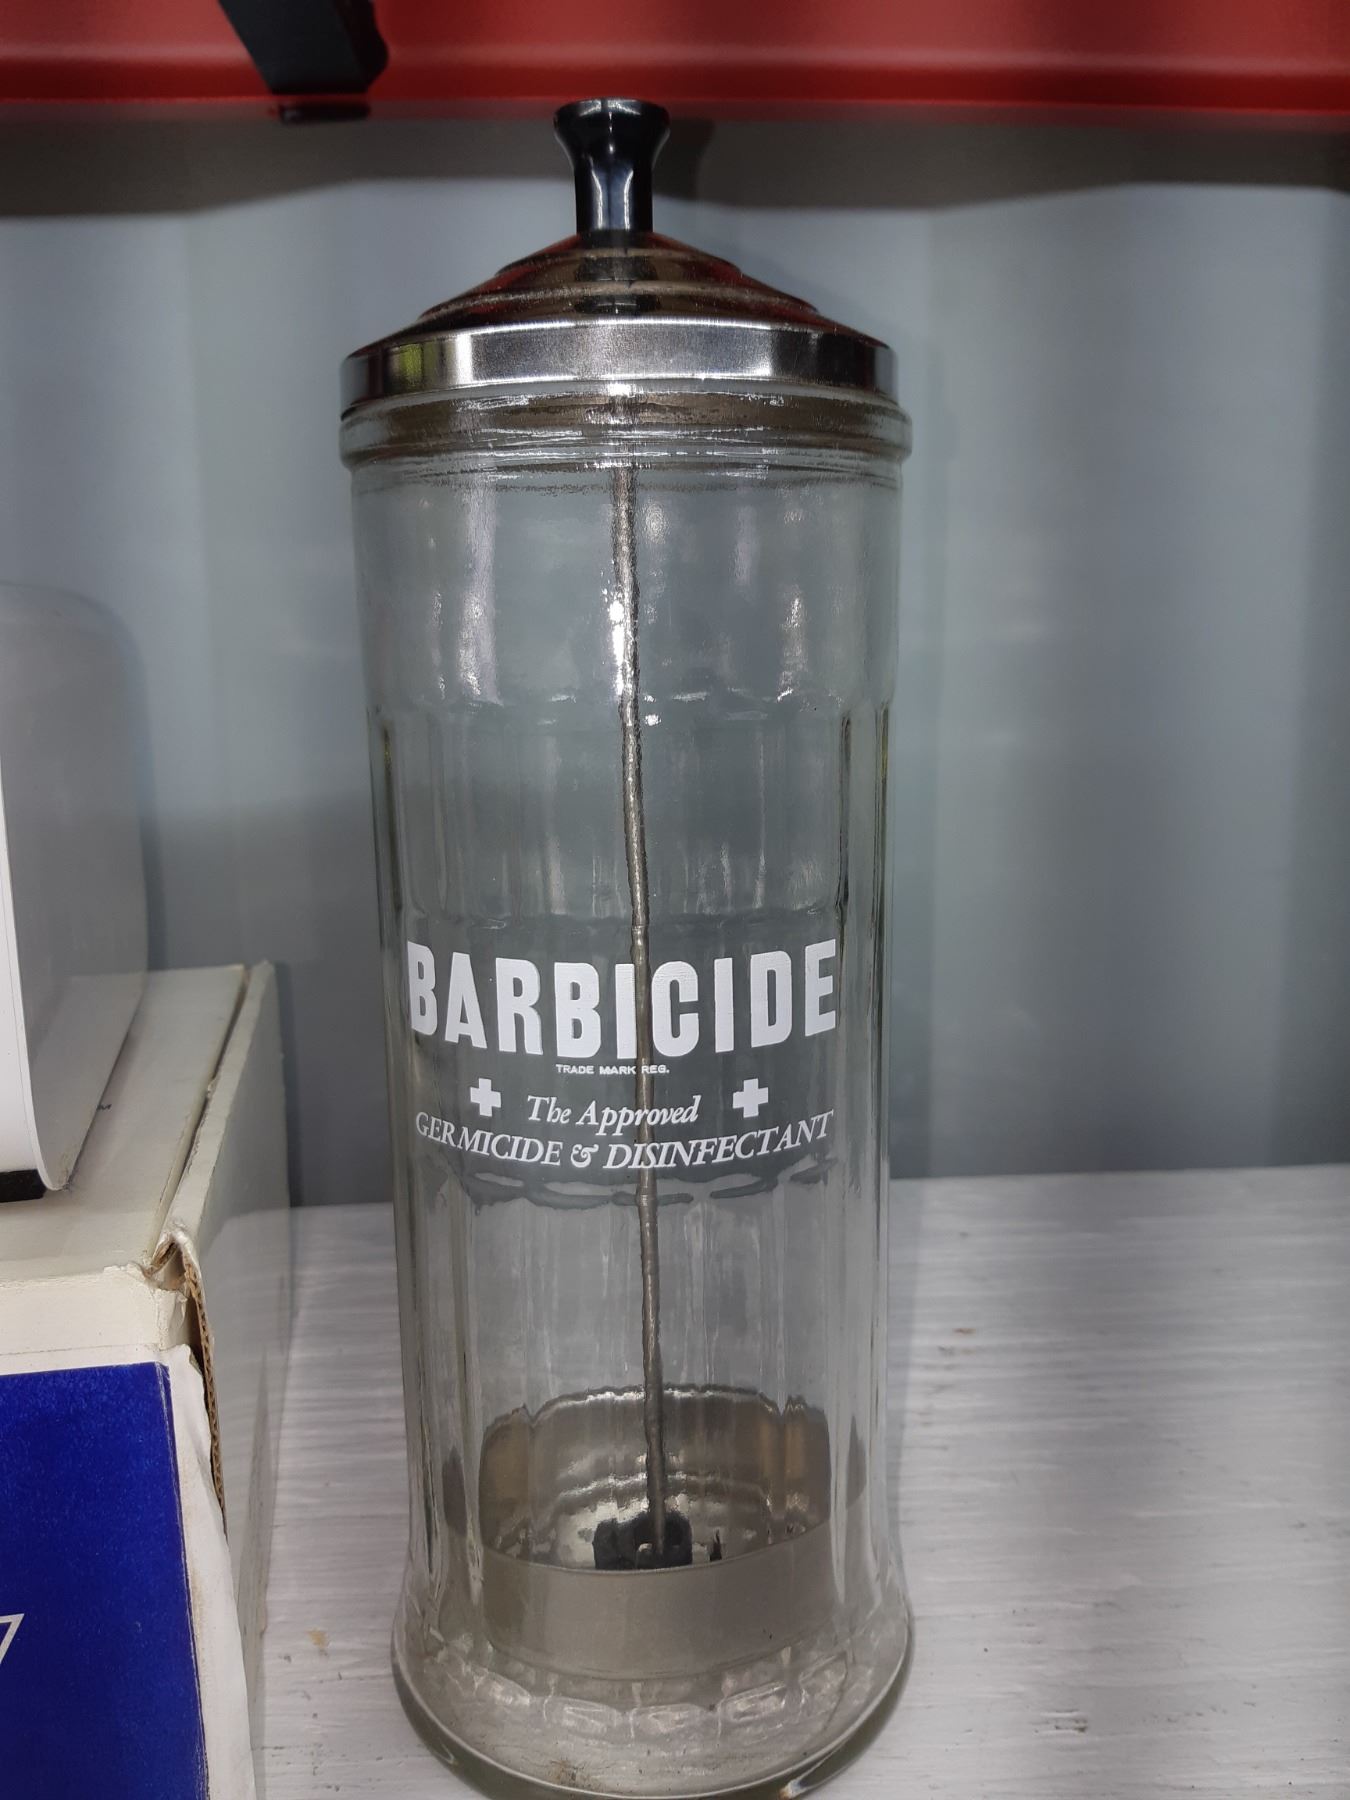 BARBICIDE
TRADE MARK REG.
The Approved
GERMICIDE & DISINFECTANT